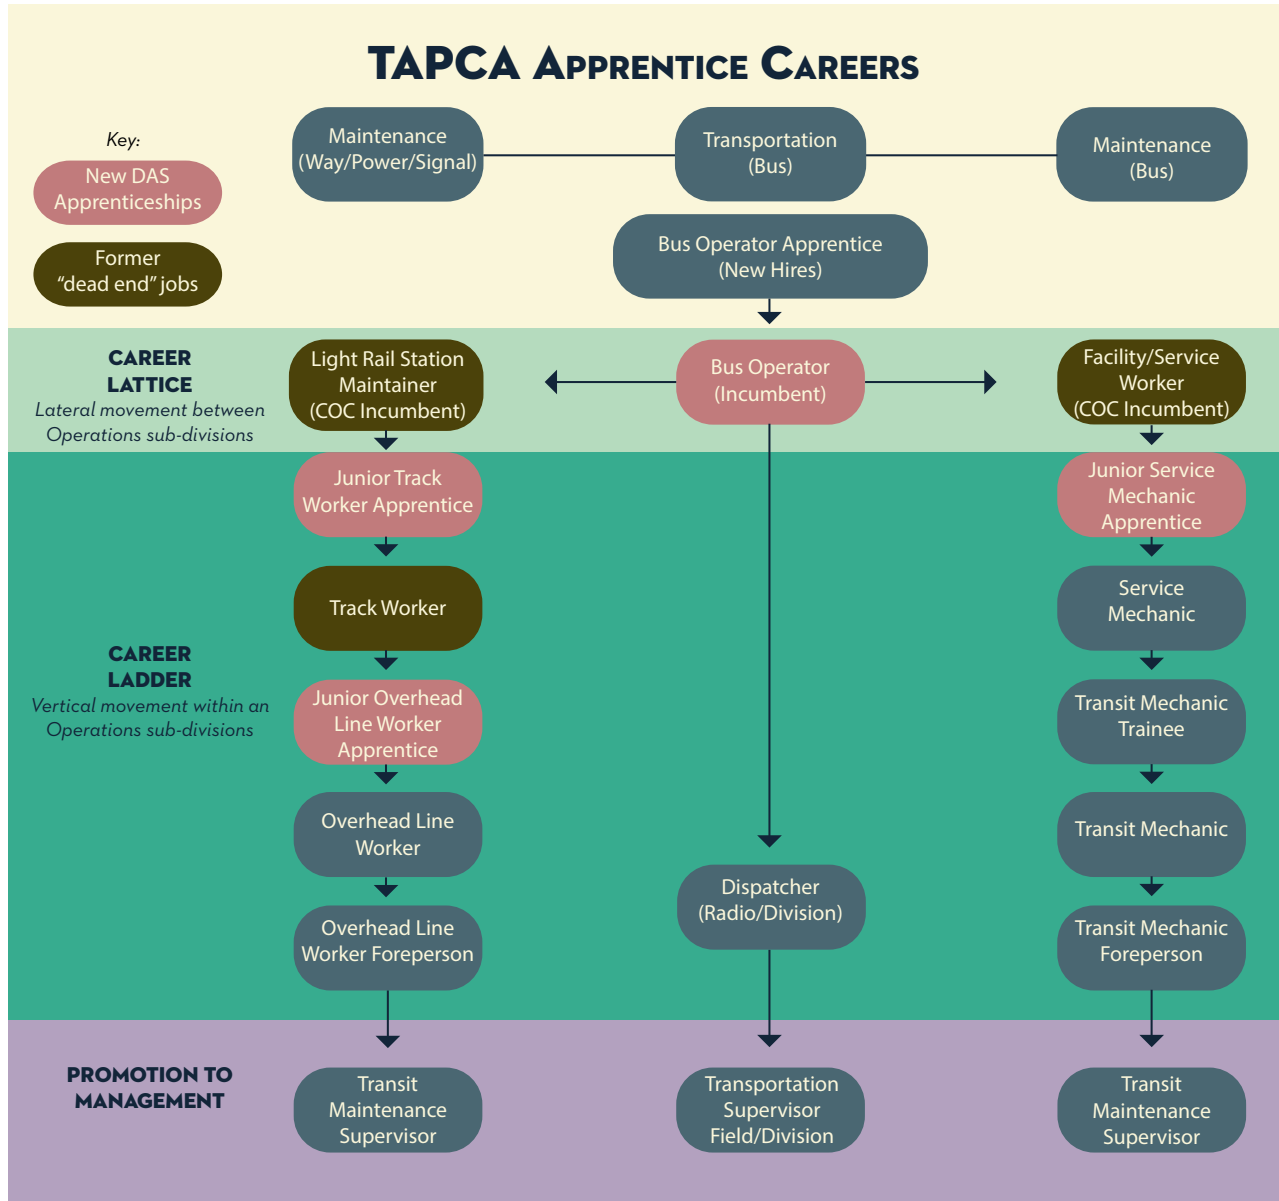 TAPCA Apprentice Careers
Key:
New DAS
Apprenticeships
Former
“dead end” jobs
Maintenance
(Way/Power/Signal)
Transportation
(Bus)
Maintenance
(Bus)
Bus Operator Apprentice
(New Hires)
CAREER
LATTICE
Lateral movement between
Operations sub-divisions
Light Rail Station
Maintainer
(COC Incumbent)
Bus Operator
(Incumbent)
Facility/Service
Worker
(COC Incumbent)
CAREER
LADDER
Vertical movement within an
Operations sub-divisions
Junior Track
Worker Apprentice
Track Worker
Junior Overhead
Line Worker
Apprentice
Overhead Line
Worker
Overhead Line
Worker Foreperson
Dispatcher
(Radio/Division)
Junior Service
Mechanic
Apprentice
Service
Mechanic
Transit Mechanic
Trainee
Transit Mechanic
Transit Mechanic
Foreperson
PROMOTION TO
MANAGEMENT
Transit
Maintenance
Supervisor
Transportation
Supervisor
Field/Division
Transit
Maintenance
Supervisor